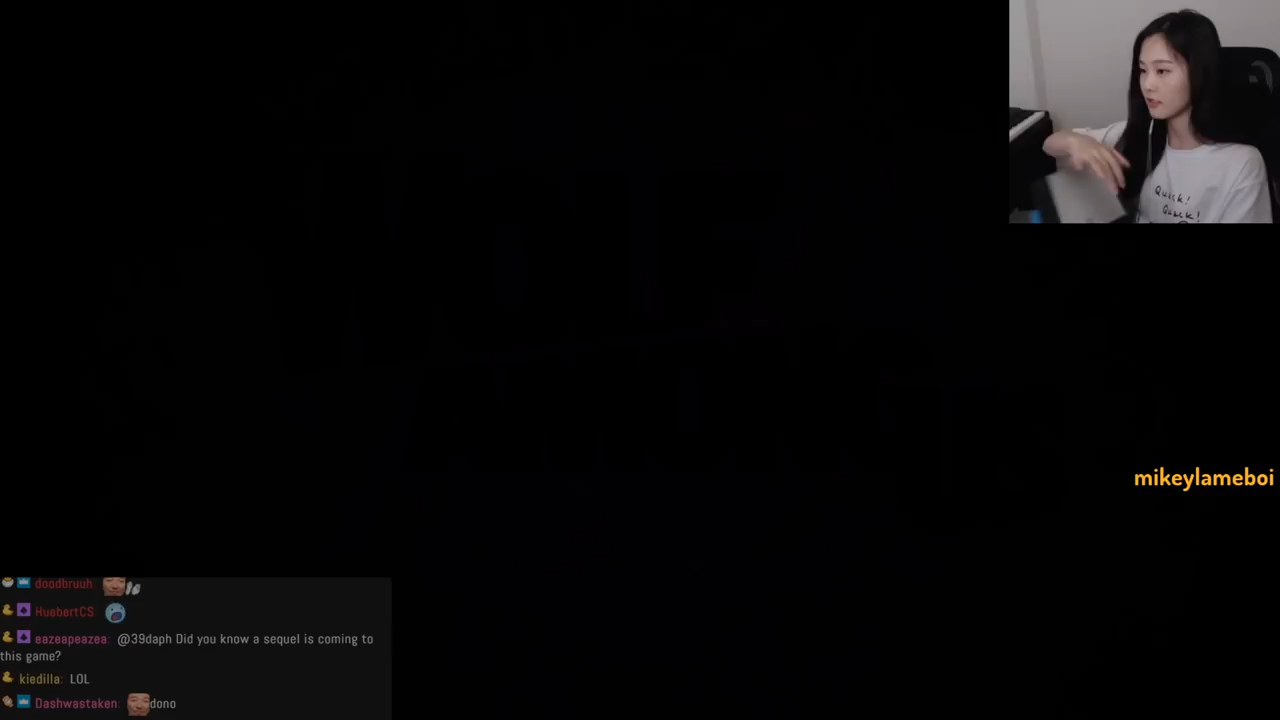 Quack!
Quack!
mikeylameboi
doodbruuh
HuebertCS:
eazeapeazea: @39daph Did you know a sequel is coming to
this game?
kiedilla: LOL
Dashwastaken: dono